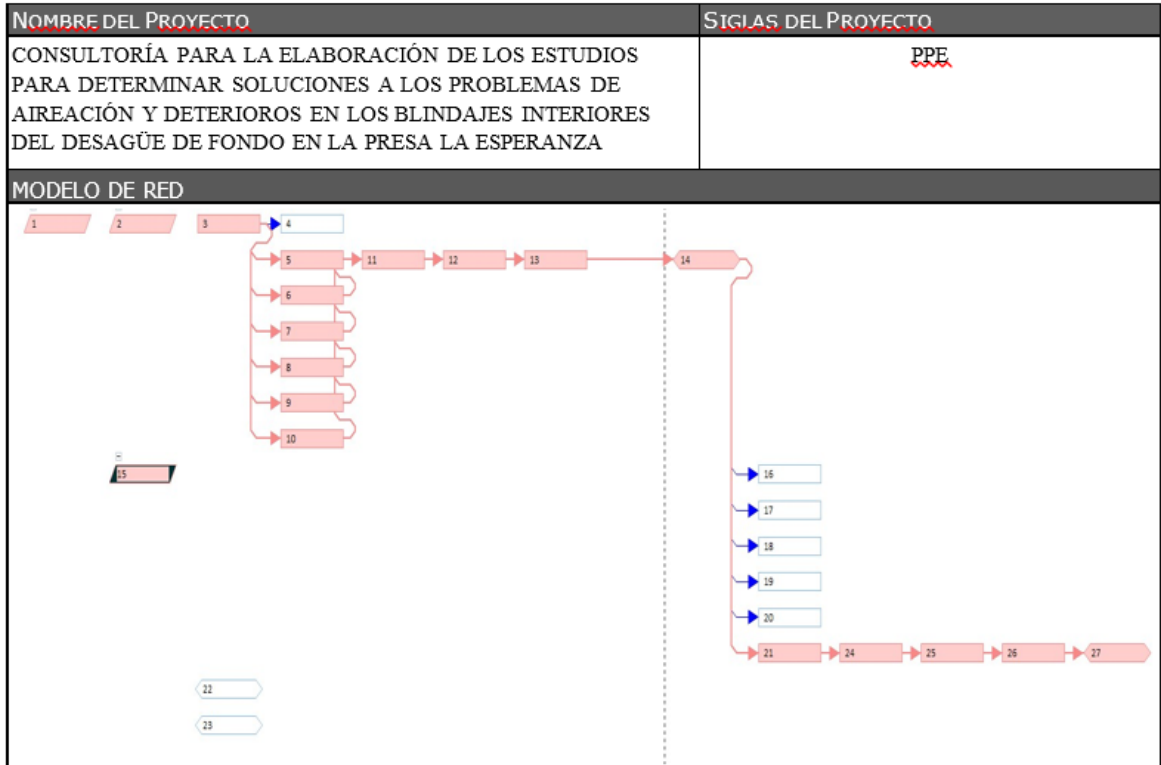 NOMBRE DEL PROYECTO
SIGLAS DEL PROYECTO
CONSULTORÍA PARA LA ELABORACIÓN DE LOS ESTUDIOS
PARA DETERMINAR SOLUCIONES A LOS PROBLEMAS DE
AIREACIÓN Y DETERIOROS EN LOS BLINDAJES INTERIORES
DEL DESAGÜE DE FONDO EN LA PRESA LA ESPERANZA
PPE
MODELO DE RED
1 2 3 4
5 11 12 13 14
6
7
8
9
10
15 16
17
18
19
20
21 24 25 26 27
22
23